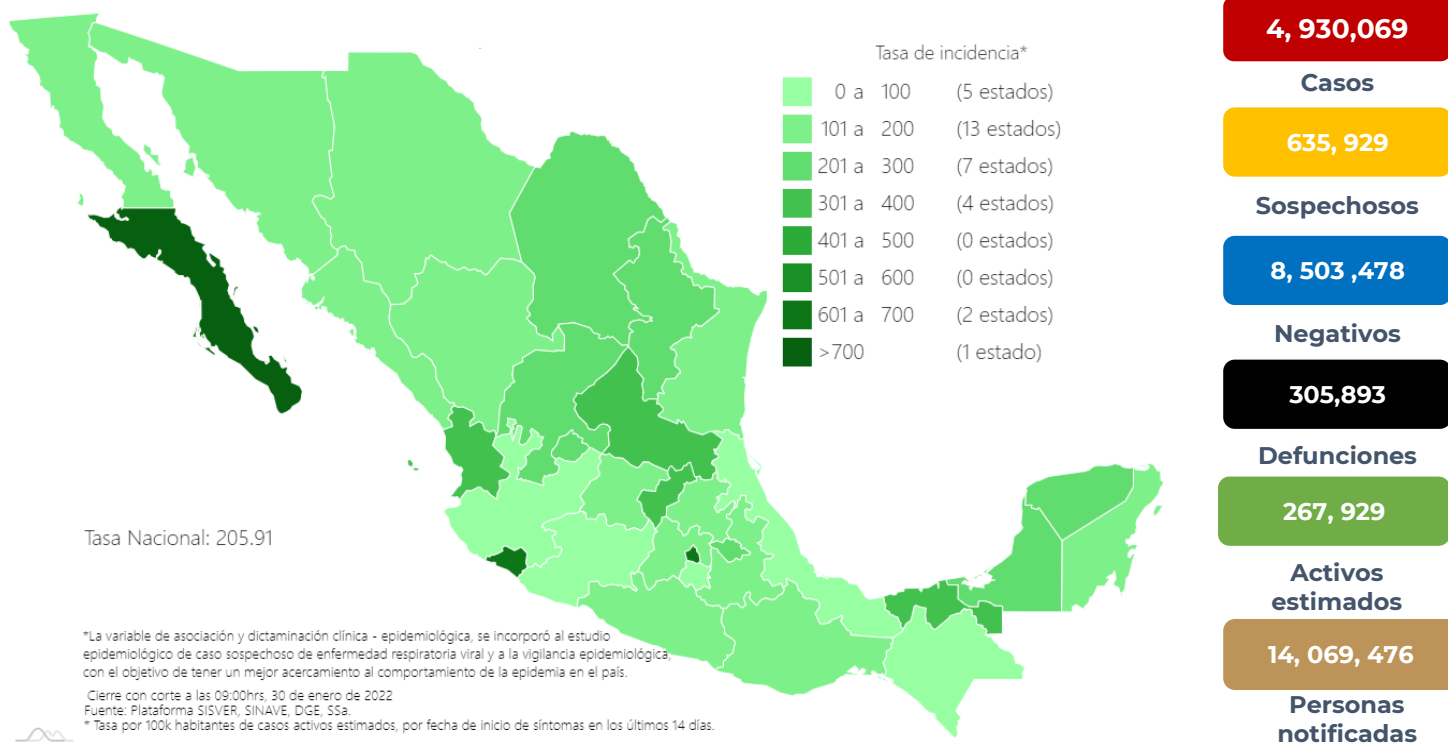 Tasa de incidencia*
0 a 100 (5 estados)
101 a 200 (13 estados)
201 a 300 (7 estados)
301 a 400 (4 estados)
401 a 500 (0 estados)
501 a 600 (0 estados)
601 a 700 (2 estados)
>700 (1 estado)
Tasa Nacional: 205.91
*La variable de asociación y dictaminación clínica - epidemiológica, se incorporó al estudio
epidemiológico de caso sospechoso de enfermedad respiratoria viral y a la vigilancia epidemiológica,
con el objetivo de tener un mejor acercamiento al comportamiento de la epidemia en el país.
Cierre con corte a las 09:00hrs, 30 de enero de 2022
Fuente: Plataforma SISVER, SINAVE, DGE, SSa.
* Tasa por 100k habitantes de casos activos estimados, por fecha de inicio de síntomas en los últimos 14 días.
4, 930,069
Casos
635, 929
Sospechosos
8, 503 ,478
Negativos
305,893
Defunciones
267, 929
Activos
estimados
14, 069, 476
Personas
notificadas